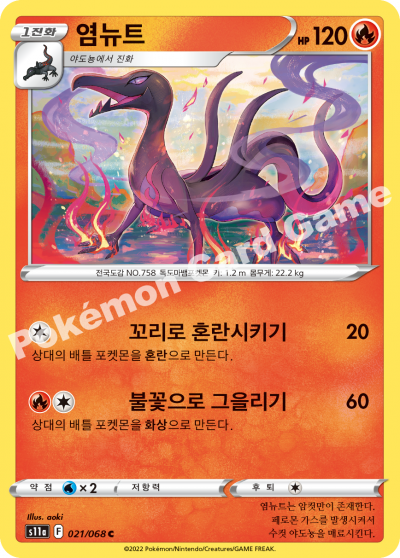 1진화
염뉴트
HP 120
야도뇽에서 진화
전국도감 NO.758 독도마뱀포켓몬 키: 1.2 m 몸무게: 22.2 kg
Pokémon Card Game
꼬리로 혼란시키기 20
상대의 배틀 포켓몬을 혼란으로 만든다.
불꽃으로 그을리기 60
상대의 배틀 포켓몬을 화상으로 만든다.
약점 ×2 저항력 후퇴
Illus. aoki
s11a F 021/068 C
염뉴트는 암컷만이 존재한다.
페로몬 가스를 발생시켜서
수컷 야도뇽을 매료시킨다.
©2022 Pokémon/Nintendo/Creatures/GAME FREAK.